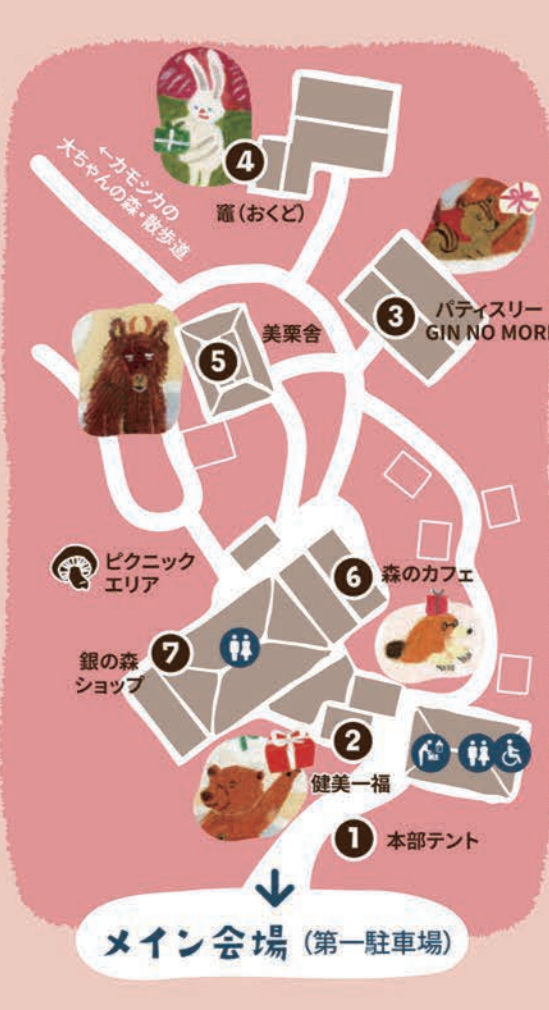 4
竈（おくど）
←カモシカの
大ちゃんの森・散歩道
3
パティスリー
GIN NO MORI
5
美栗舎
ピクニック
エリア
6
森のカフェ
7
銀の森
ショップ
2
健美一福
1
本部テント
メイン会場（第一駐車場）